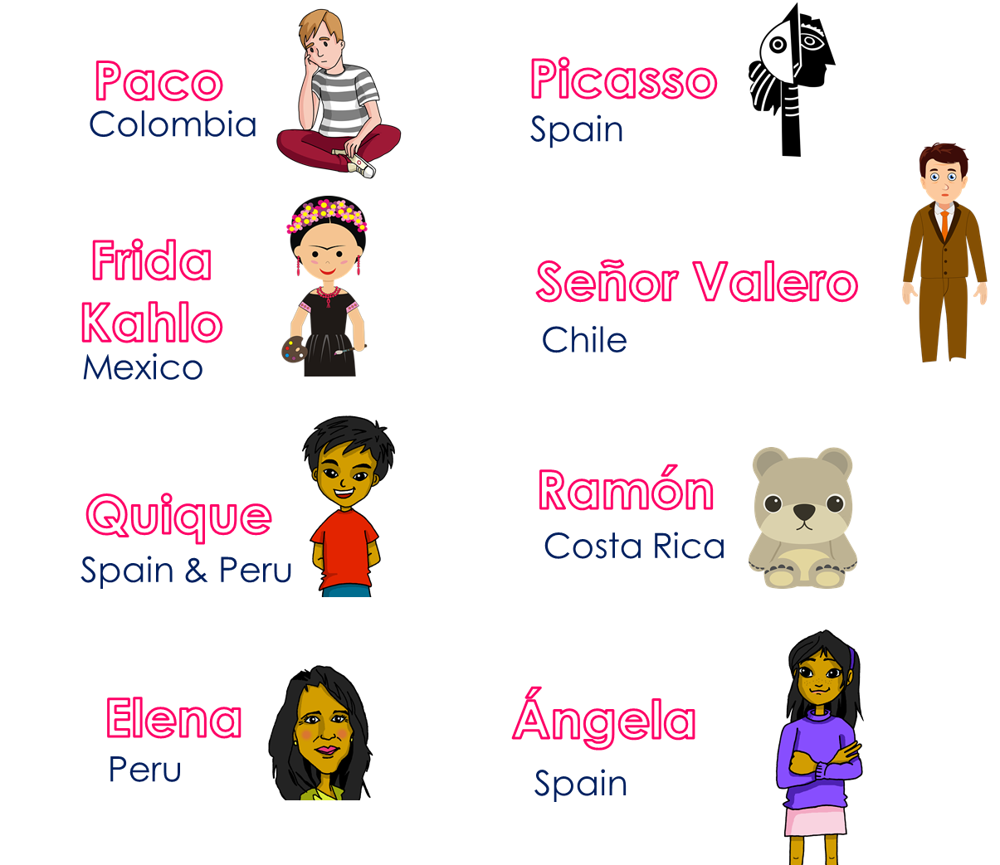 Paco
Colombia
Picasso
Spain
Frida
Kahlo
Mexico
Señor Valero
Chile
Quique
Spain & Peru
Ramón
Costa Rica
Elena
Peru
Ángela
Spain